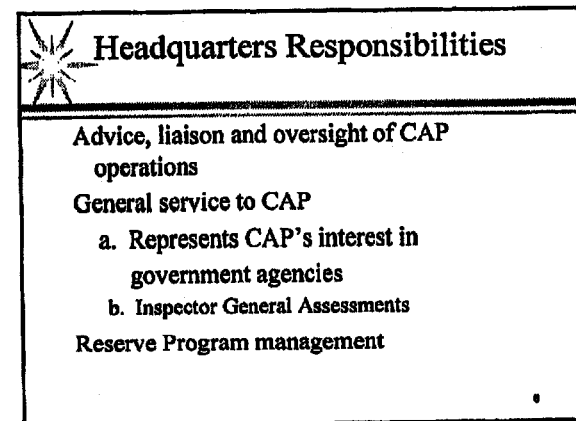 Headquarters Responsibilities
Advice, liaison and oversight of CAP
operations
General service to CAP
a. Represents CAP's interest in
government agencies
b. Inspector General Assessments
Reserve Program management